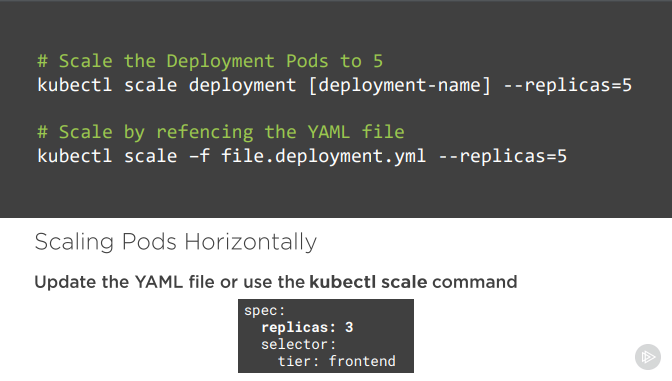 # Scale the Deployment Pods to 5
kubectl scale deployment [deployment-name] --replicas=5
# Scale by refencing the YAML file
kubectl scale –f file.deployment.yml --replicas=5
Scaling Pods Horizontally
Update the YAML file or use the kubectl scale command
spec:
  replicas: 3
  selector:
    tier: frontend